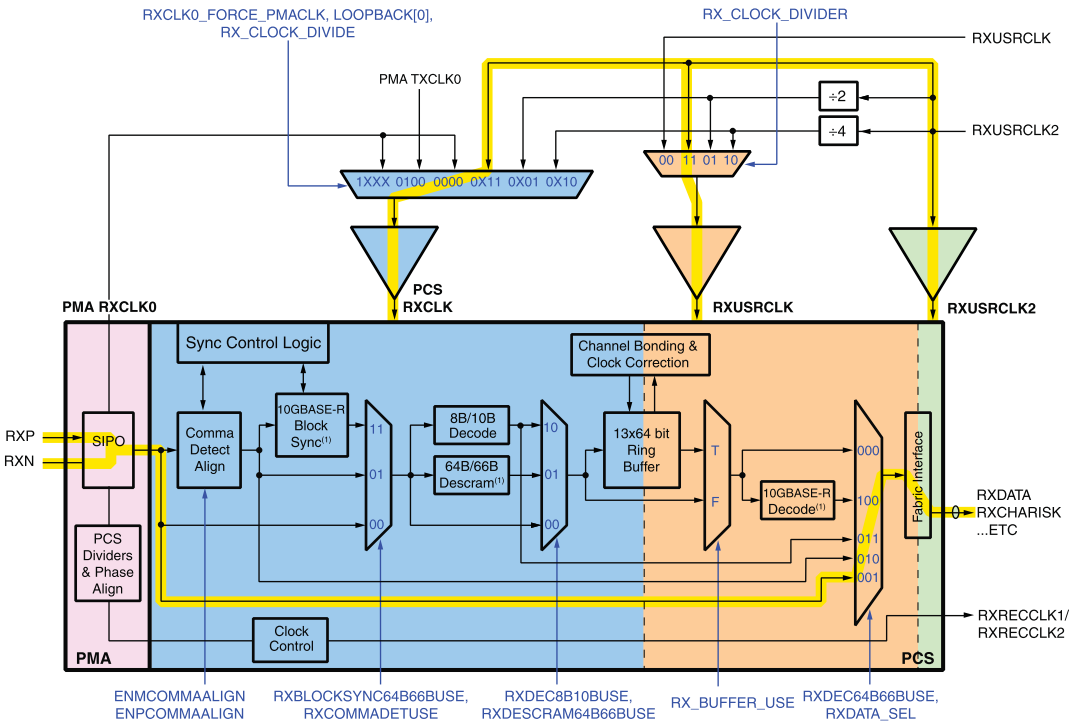 RXCLK0_FORCE_PMACLK, LOOPBACK[0],
RX_CLOCK_DIVIDE
RX_CLOCK_DIVIDER
RXUSRCLK
PMA TXCLK0
÷2
÷4
RXUSRCLK2
1XXX 0100 0000 0X11 0X01 0X10
00 11 01 10
PCS
RXCLK
RXUSRCLK
RXUSRCLK2
PMA RXCLK0
Sync Control Logic
Channel Bonding &
Clock Correction
RXP
RXN
SIPO
Comma
Detect
Align
10GBASE-R
Block
Sync(1)
11
01
00
8B/10B
Decode
64B/66B
Descram(1)
10
01
00
13x64 bit
Ring
Buffer
T
F
10GBASE-R
Decode(1)
000
100
011
010
001
Fabric Interface
RXDATA
RXCHARISK
...ETC
PCS
Dividers
& Phase
Align
Clock
Control
RXRECCLK1/
RXRECCLK2
PMA
PCS
ENMCOMMAALIGN
ENPCOMMAALIGN
RXBLOCKSYNC64B66BUSE,
RXCOMMADETUSE
RXDEC8B10BUSE,
RXDESCRAM64B66BUSE
RX_BUFFER_USE
RXDEC64B66BUSE,
RXDATA_SEL